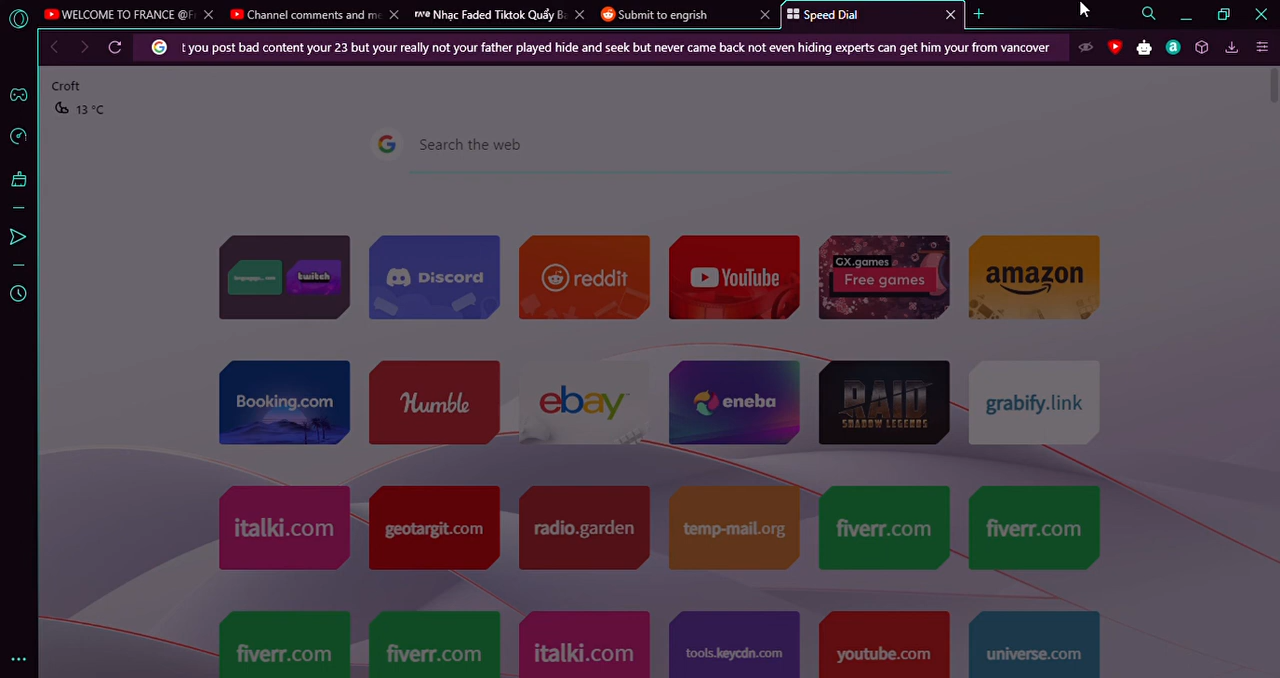 WELCOME TO FRANCE @Fr
Channel comments and me
Nhạc Faded Tiktok Quẩy Ba
Submit to engrish
Speed Dial
t you post bad content your 23 but your really not your father played hide and seek but never came back not even hiding experts can get him your from vancover
Croft
13 °C
Search the web
twitch
Discord
reddit
YouTube
GX.games
Free games
amazon
Booking.com
Humble
ebay
eneba
RAID
SHADOW LEGENDS
grabify.link
italki.com
geotargit.com
radio.garden
temp-mail.org
fiverr.com
fiverr.com
fiverr.com
fiverr.com
italki.com
tools.keycdn.com
youtube.com
universe.com